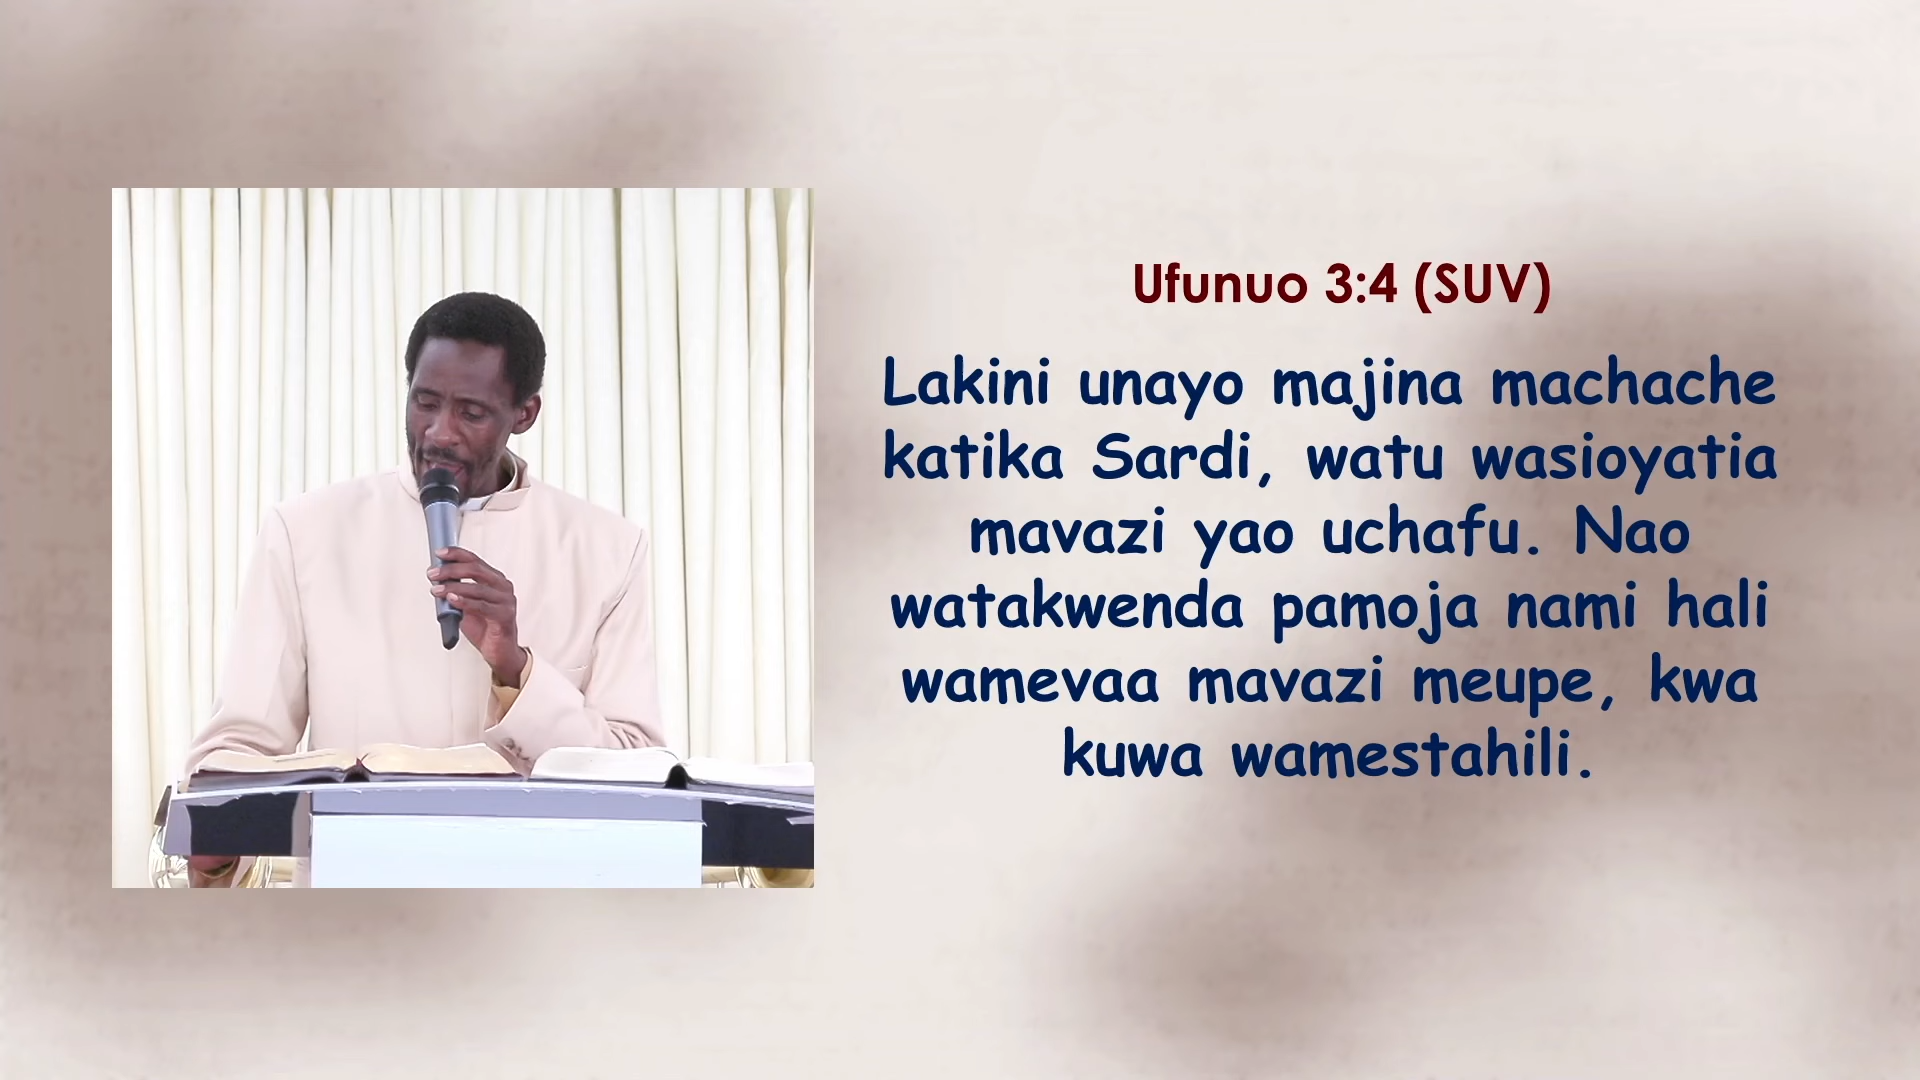 Ufunuo 3:4 (SUV)
Lakini unayo majina machache
katika Sardi, watu wasioyatia
mavazi yao uchafu. Nao
watakwenda pamoja nami hali
wamevaa mavazi meupe, kwa
kuwa wamestahili.